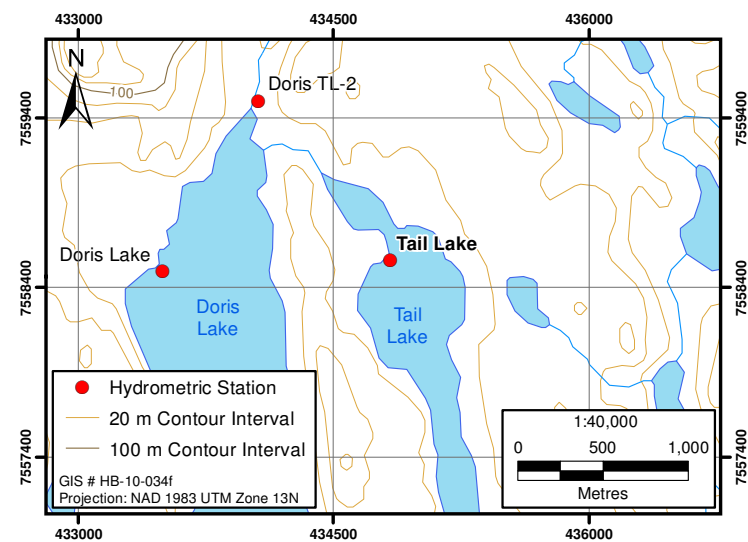 433000 434500 436000
N
100
Doris TL-2
7559400 7559400
Doris Lake
Tail Lake
7558400 7558400
Doris
Lake
Tail
Lake
Hydrometric Station
20 m Contour Interval
100 m Contour Interval
GIS # HB-10-034f
Projection: NAD 1983 UTM Zone 13N
1:40,000
0 500 1,000
Metres
7557400 7557400
433000 434500 436000